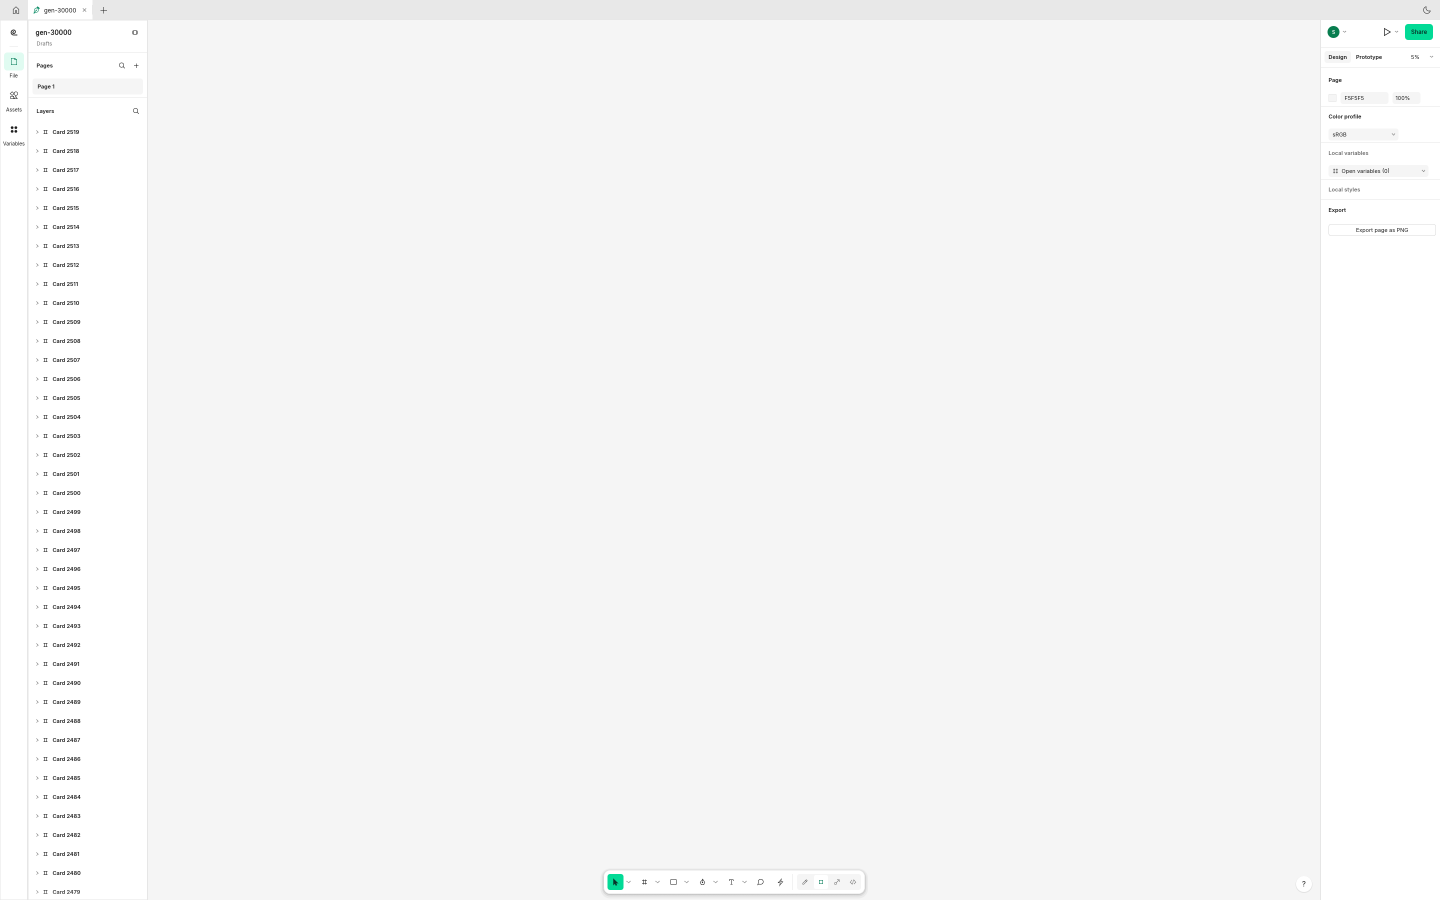 gen-30000
gen-30000
Drafts
File
Assets
Variables
Pages
Page 1
Layers
Card 2519
Card 2518
Card 2517
Card 2516
Card 2515
Card 2514
Card 2513
Card 2512
Card 2511
Card 2510
Card 2509
Card 2508
Card 2507
Card 2506
Card 2505
Card 2504
Card 2503
Card 2502
Card 2501
Card 2500
Card 2499
Card 2498
Card 2497
Card 2496
Card 2495
Card 2494
Card 2493
Card 2492
Card 2491
Card 2490
Card 2489
Card 2488
Card 2487
Card 2486
Card 2485
Card 2484
Card 2483
Card 2482
Card 2481
Card 2480
Card 2479
S
Share
Design Prototype 5%
Page
F5F5F5 100%
Color profile
sRGB
Local variables
Open variables (0)
Local styles
Export
Export page as PNG
?